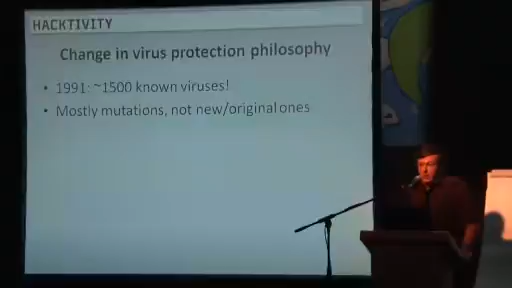 HACKTIVITY
Change in virus protection philosophy
• 1991: ~1500 known viruses!
• Mostly mutations, not new/original ones